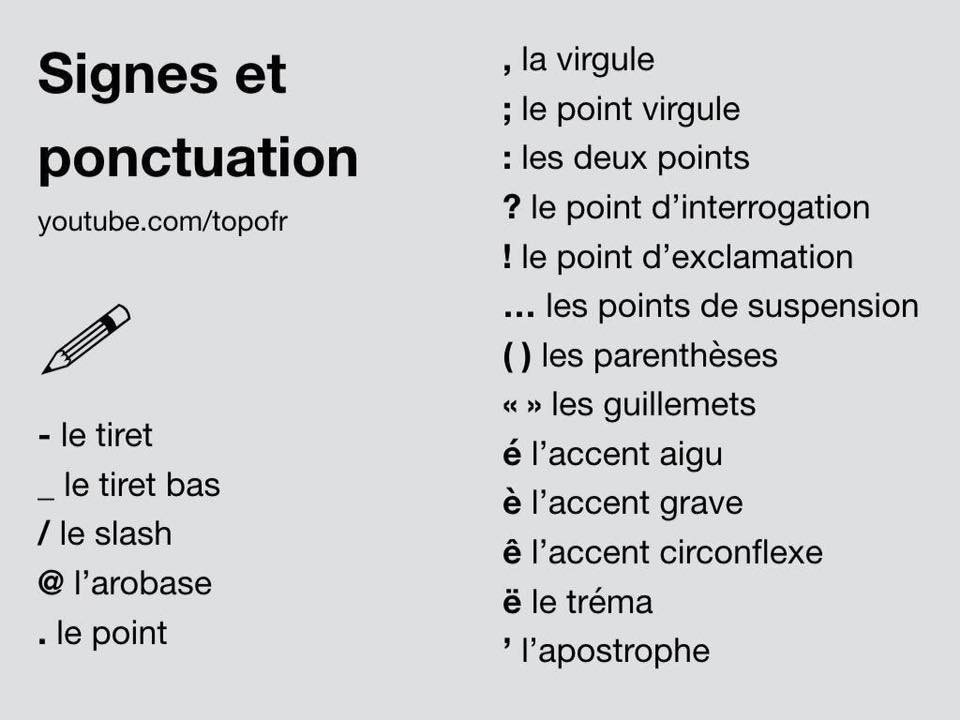 Signes et
ponctuation
youtube.com/topofr
- le tiret
_ le tiret bas
/ le slash
@ l’arobase
. le point
, la virgule
; le point virgule
: les deux points
? le point d’interrogation
! le point d’exclamation
… les points de suspension
( ) les parenthèses
« » les guillemets
é l’accent aigu
è l’accent grave
ê l’accent circonflexe
ë le tréma
’ l’apostrophe